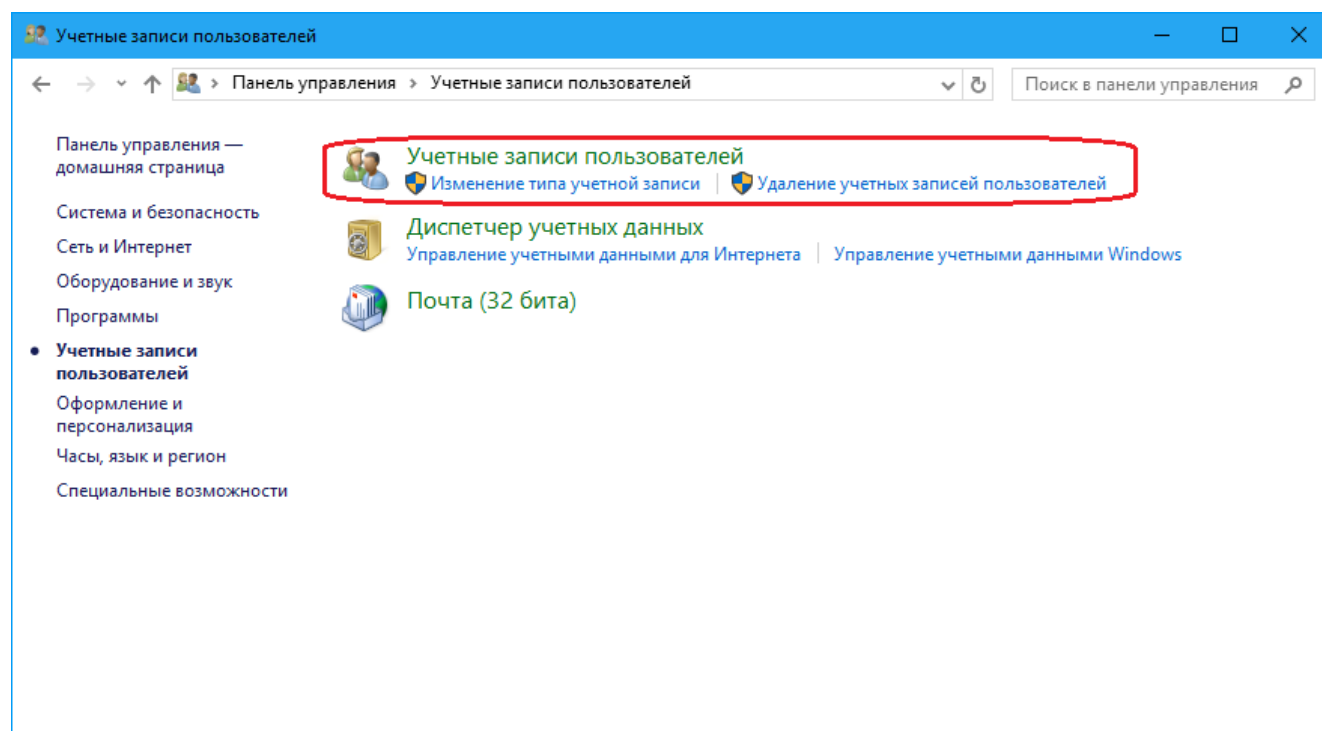 Учетные записи пользователей
Панель управления > Учетные записи пользователей
Поиск в панели управления
Панель управления —
домашняя страница
Система и безопасность
Сеть и Интернет
Оборудование и звук
Программы
Учетные записи
пользователей
Оформление и
персонализация
Часы, язык и регион
Специальные возможности
Учетные записи пользователей
Изменение типа учетной записи | Удаление учетных записей пользователей
Диспетчер учетных данных
Управление учетными данными для Интернета | Управление учетными данными Windows
Почта (32 бита)